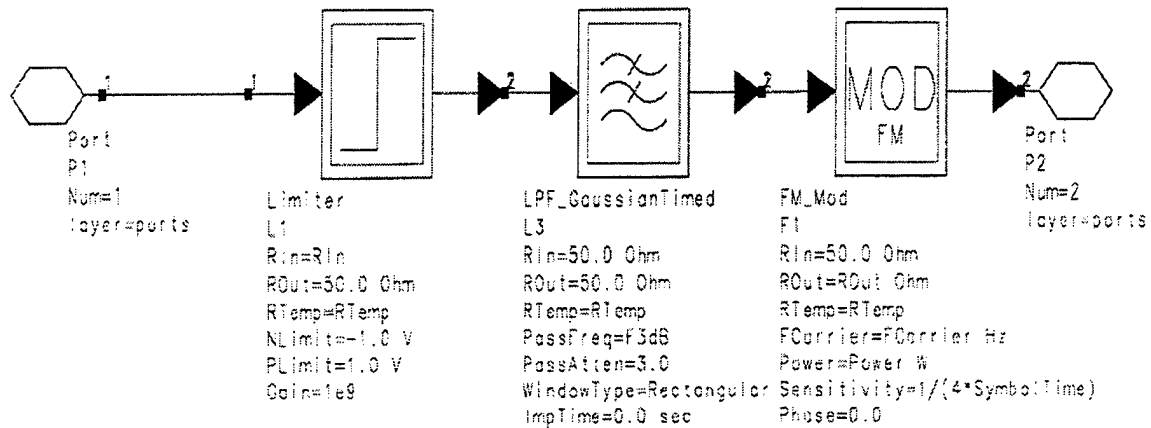 1
1
2
2
2
MOD
FM
Port
P1
Num=1
layer=ports
Limiter
L1
RIn=RIn
ROut=50.0 Ohm
RTemp=RTemp
NLimit=-1.0 V
PLimit=1.0 V
Gain=1e9
LPF_GaussianTimed
L3
RIn=50.0 Ohm
ROut=50.0 Ohm
RTemp=RTemp
PassFreq=F3dB
PassAtten=3.0
WindowType=Rectangular
ImpTime=0.0 sec
FM_Mod
F1
RIn=50.0 Ohm
ROut=ROut Ohm
RTemp=RTemp
FCarrier=FCarrier Hz
Power=Power W
Sensitivity=1/(4*SymbolTime)
Phase=0.0
Port
P2
Num=2
layer=ports